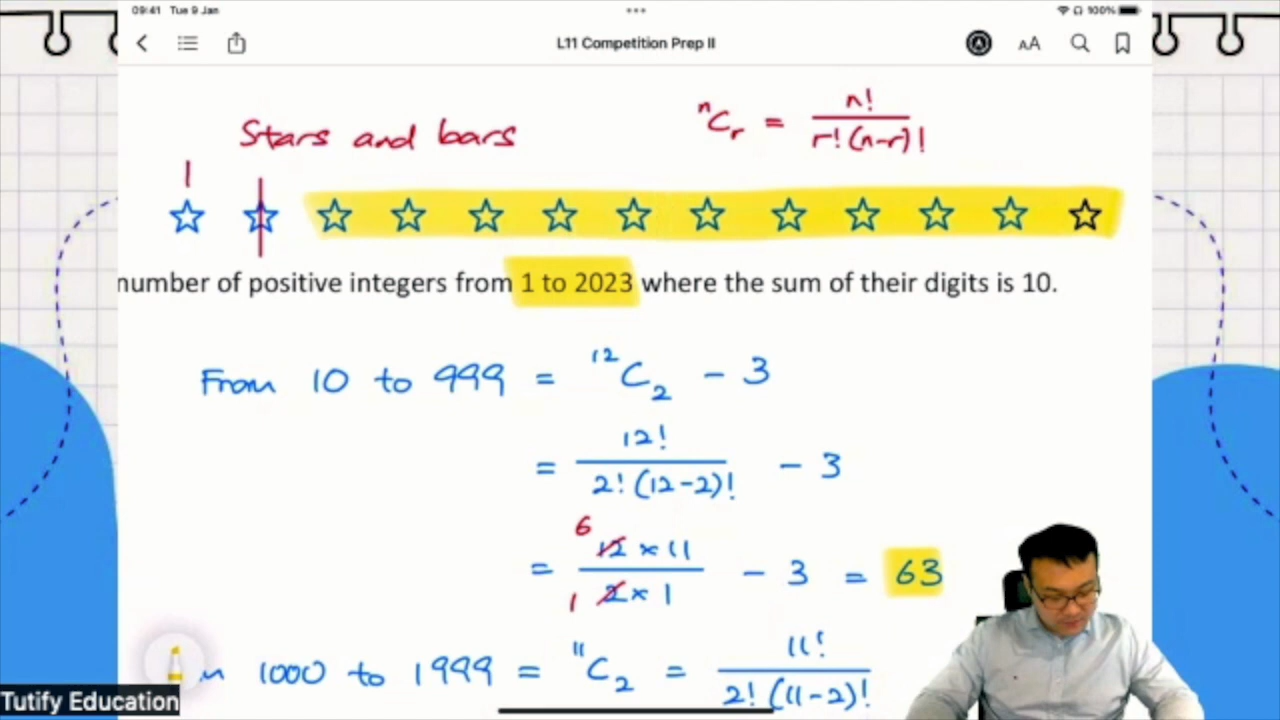 09:41 Tue 9 Jan
100%
L11 Competition Prep II
AA
Stars and bars
ⁿCᵣ = n! / r!(n-r)!
1
number of positive integers from 1 to 2023 where the sum of their digits is 10.
From 10 to 999 = ¹²C₂ - 3
= 12! / 2!(12-2)! - 3
6
= 12 × 11 / 2 × 1 - 3 = 63
1
1000 to 1999 = ¹¹C₂ = 11! / 2!(11-2)!
Tutify Education